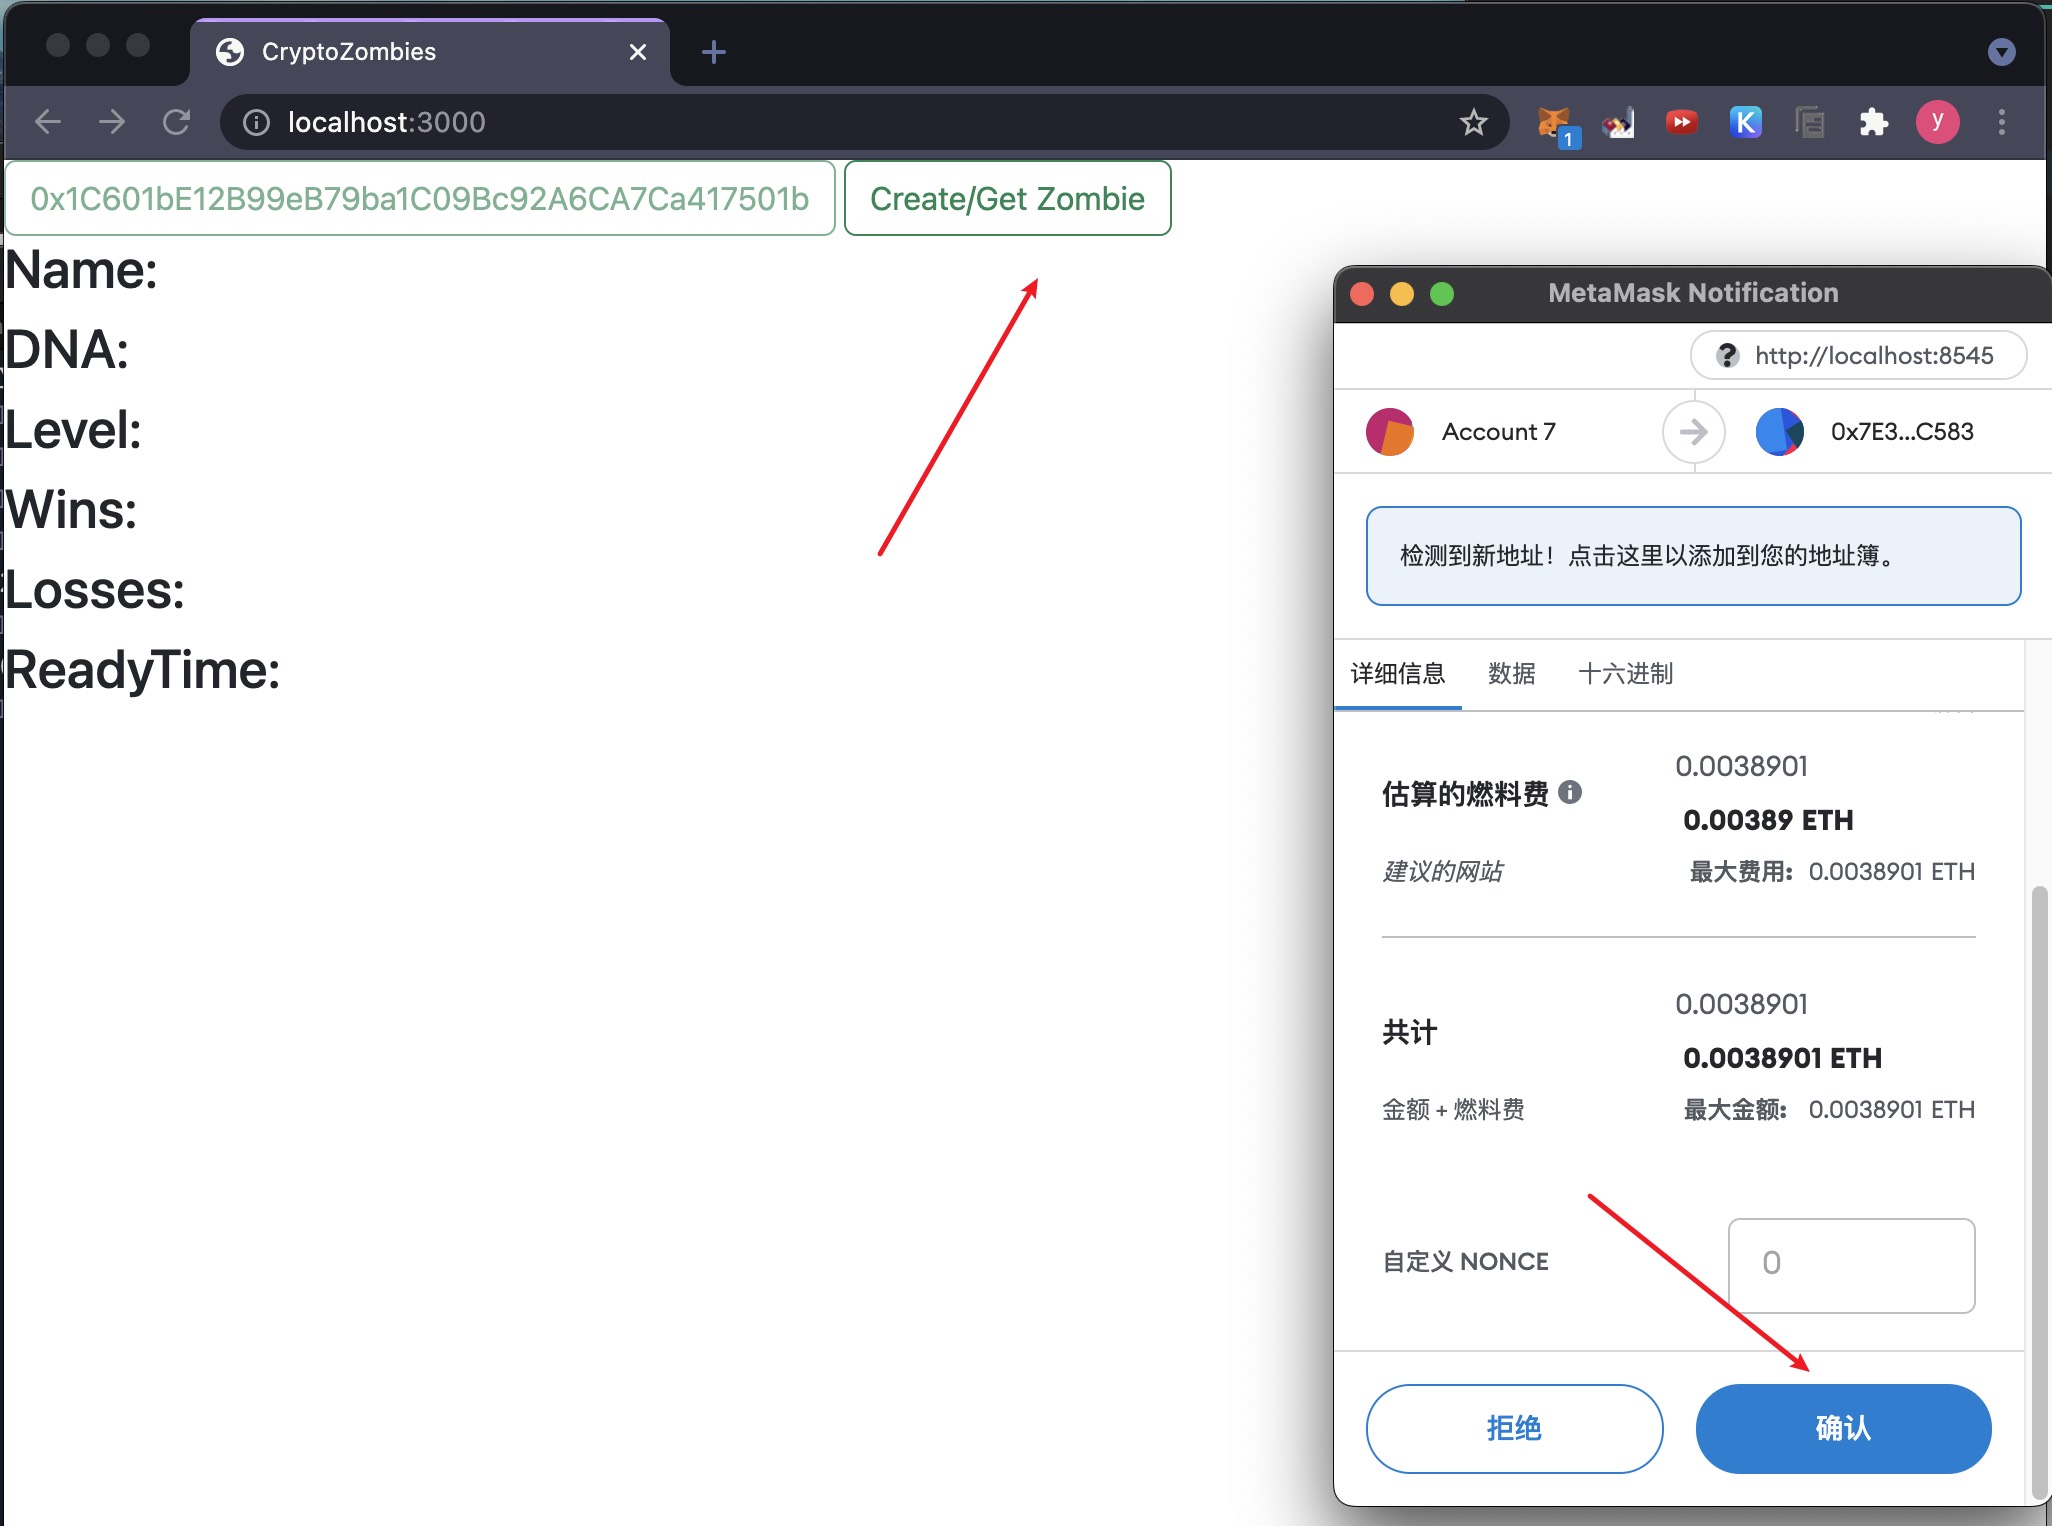 CryptoZombies
localhost:3000
1
K
y
0x1C601bE12B99eB79ba1C09Bc92A6CA7Ca417501b
Create/Get Zombie
Name:
DNA:
Level:
Wins:
Losses:
ReadyTime:
MetaMask Notification
http://localhost:8545
Account 7
0x7E3...C583
检测到新地址！点击这里以添加到您的地址簿。
详细信息 数据 十六进制
0.0038901
估算的燃料费
0.00389 ETH
建议的网站
最大费用: 0.0038901 ETH
0.0038901
共计
0.0038901 ETH
金额 + 燃料费
最大金额: 0.0038901 ETH
自定义 NONCE
0
拒绝
确认